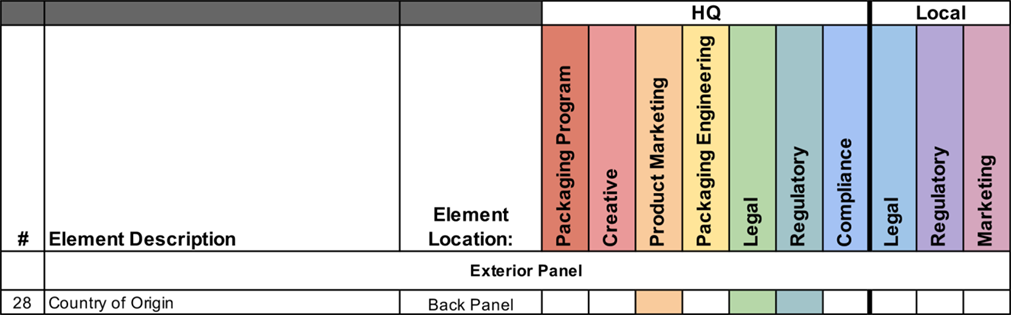 HQ
Local
#
Element Description
Element
Location:
Packaging Program
Creative
Product Marketing
Packaging Engineering
Legal
Regulatory
Compliance
Legal
Regulatory
Marketing
Exterior Panel
28
Country of Origin
Back Panel